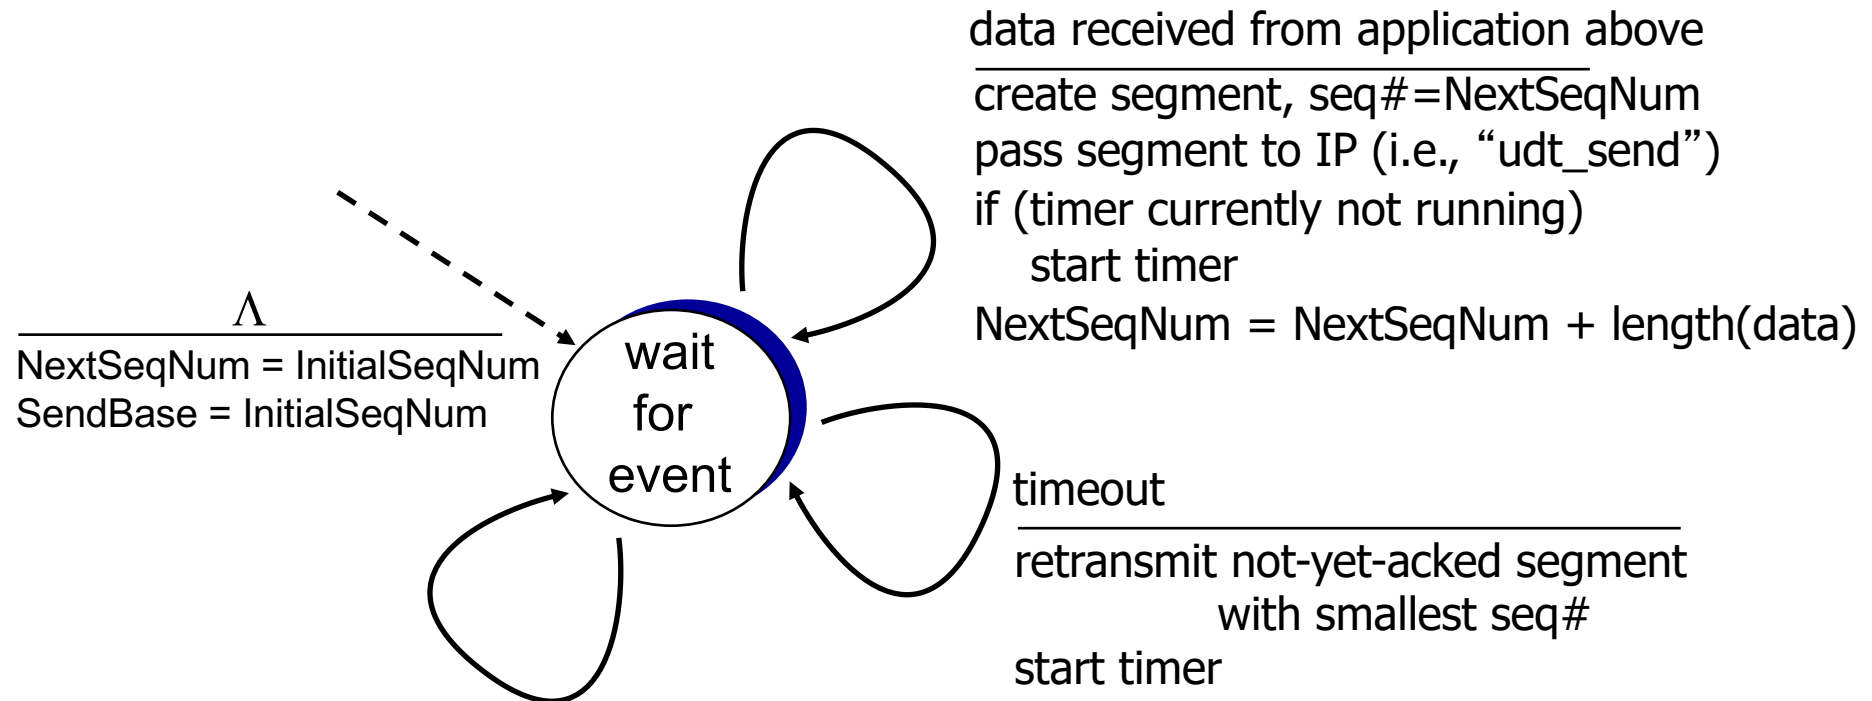 data received from application above
create segment, seq#=NextSeqNum
pass segment to IP (i.e., “udt_send”)
if (timer currently not running)
start timer
NextSeqNum = NextSeqNum + length(data)
Λ
NextSeqNum = InitialSeqNum
SendBase = InitialSeqNum
wait
for
event
timeout
retransmit not-yet-acked segment
with smallest seq#
start timer